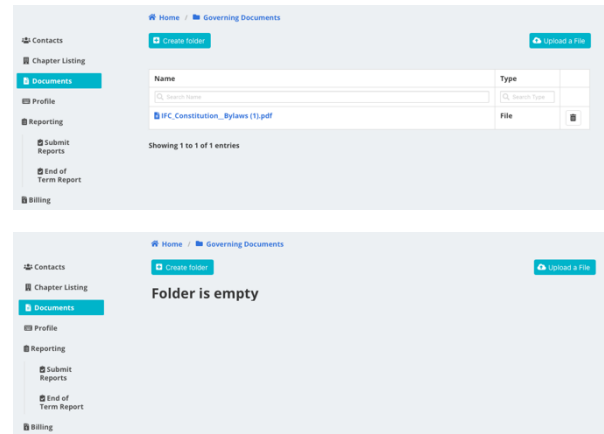 Home / Governing Documents
Contacts
Create folder
Upload a File
Chapter Listing
Documents
Name
Type
Search Name
Search Type
Profile
IFC_Constitution__Bylaws (1).pdf
File
Reporting
Submit
Reports
Showing 1 to 1 of 1 entries
End of
Term Report
Billing
Home / Governing Documents
Contacts
Create folder
Upload a File
Chapter Listing
Folder is empty
Documents
Profile
Reporting
Submit
Reports
End of
Term Report
Billing